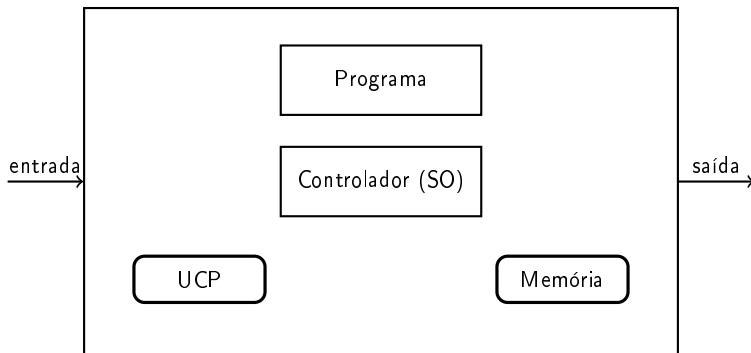 Programa
entrada
Controlador (SO)
saída
UCP
Memória